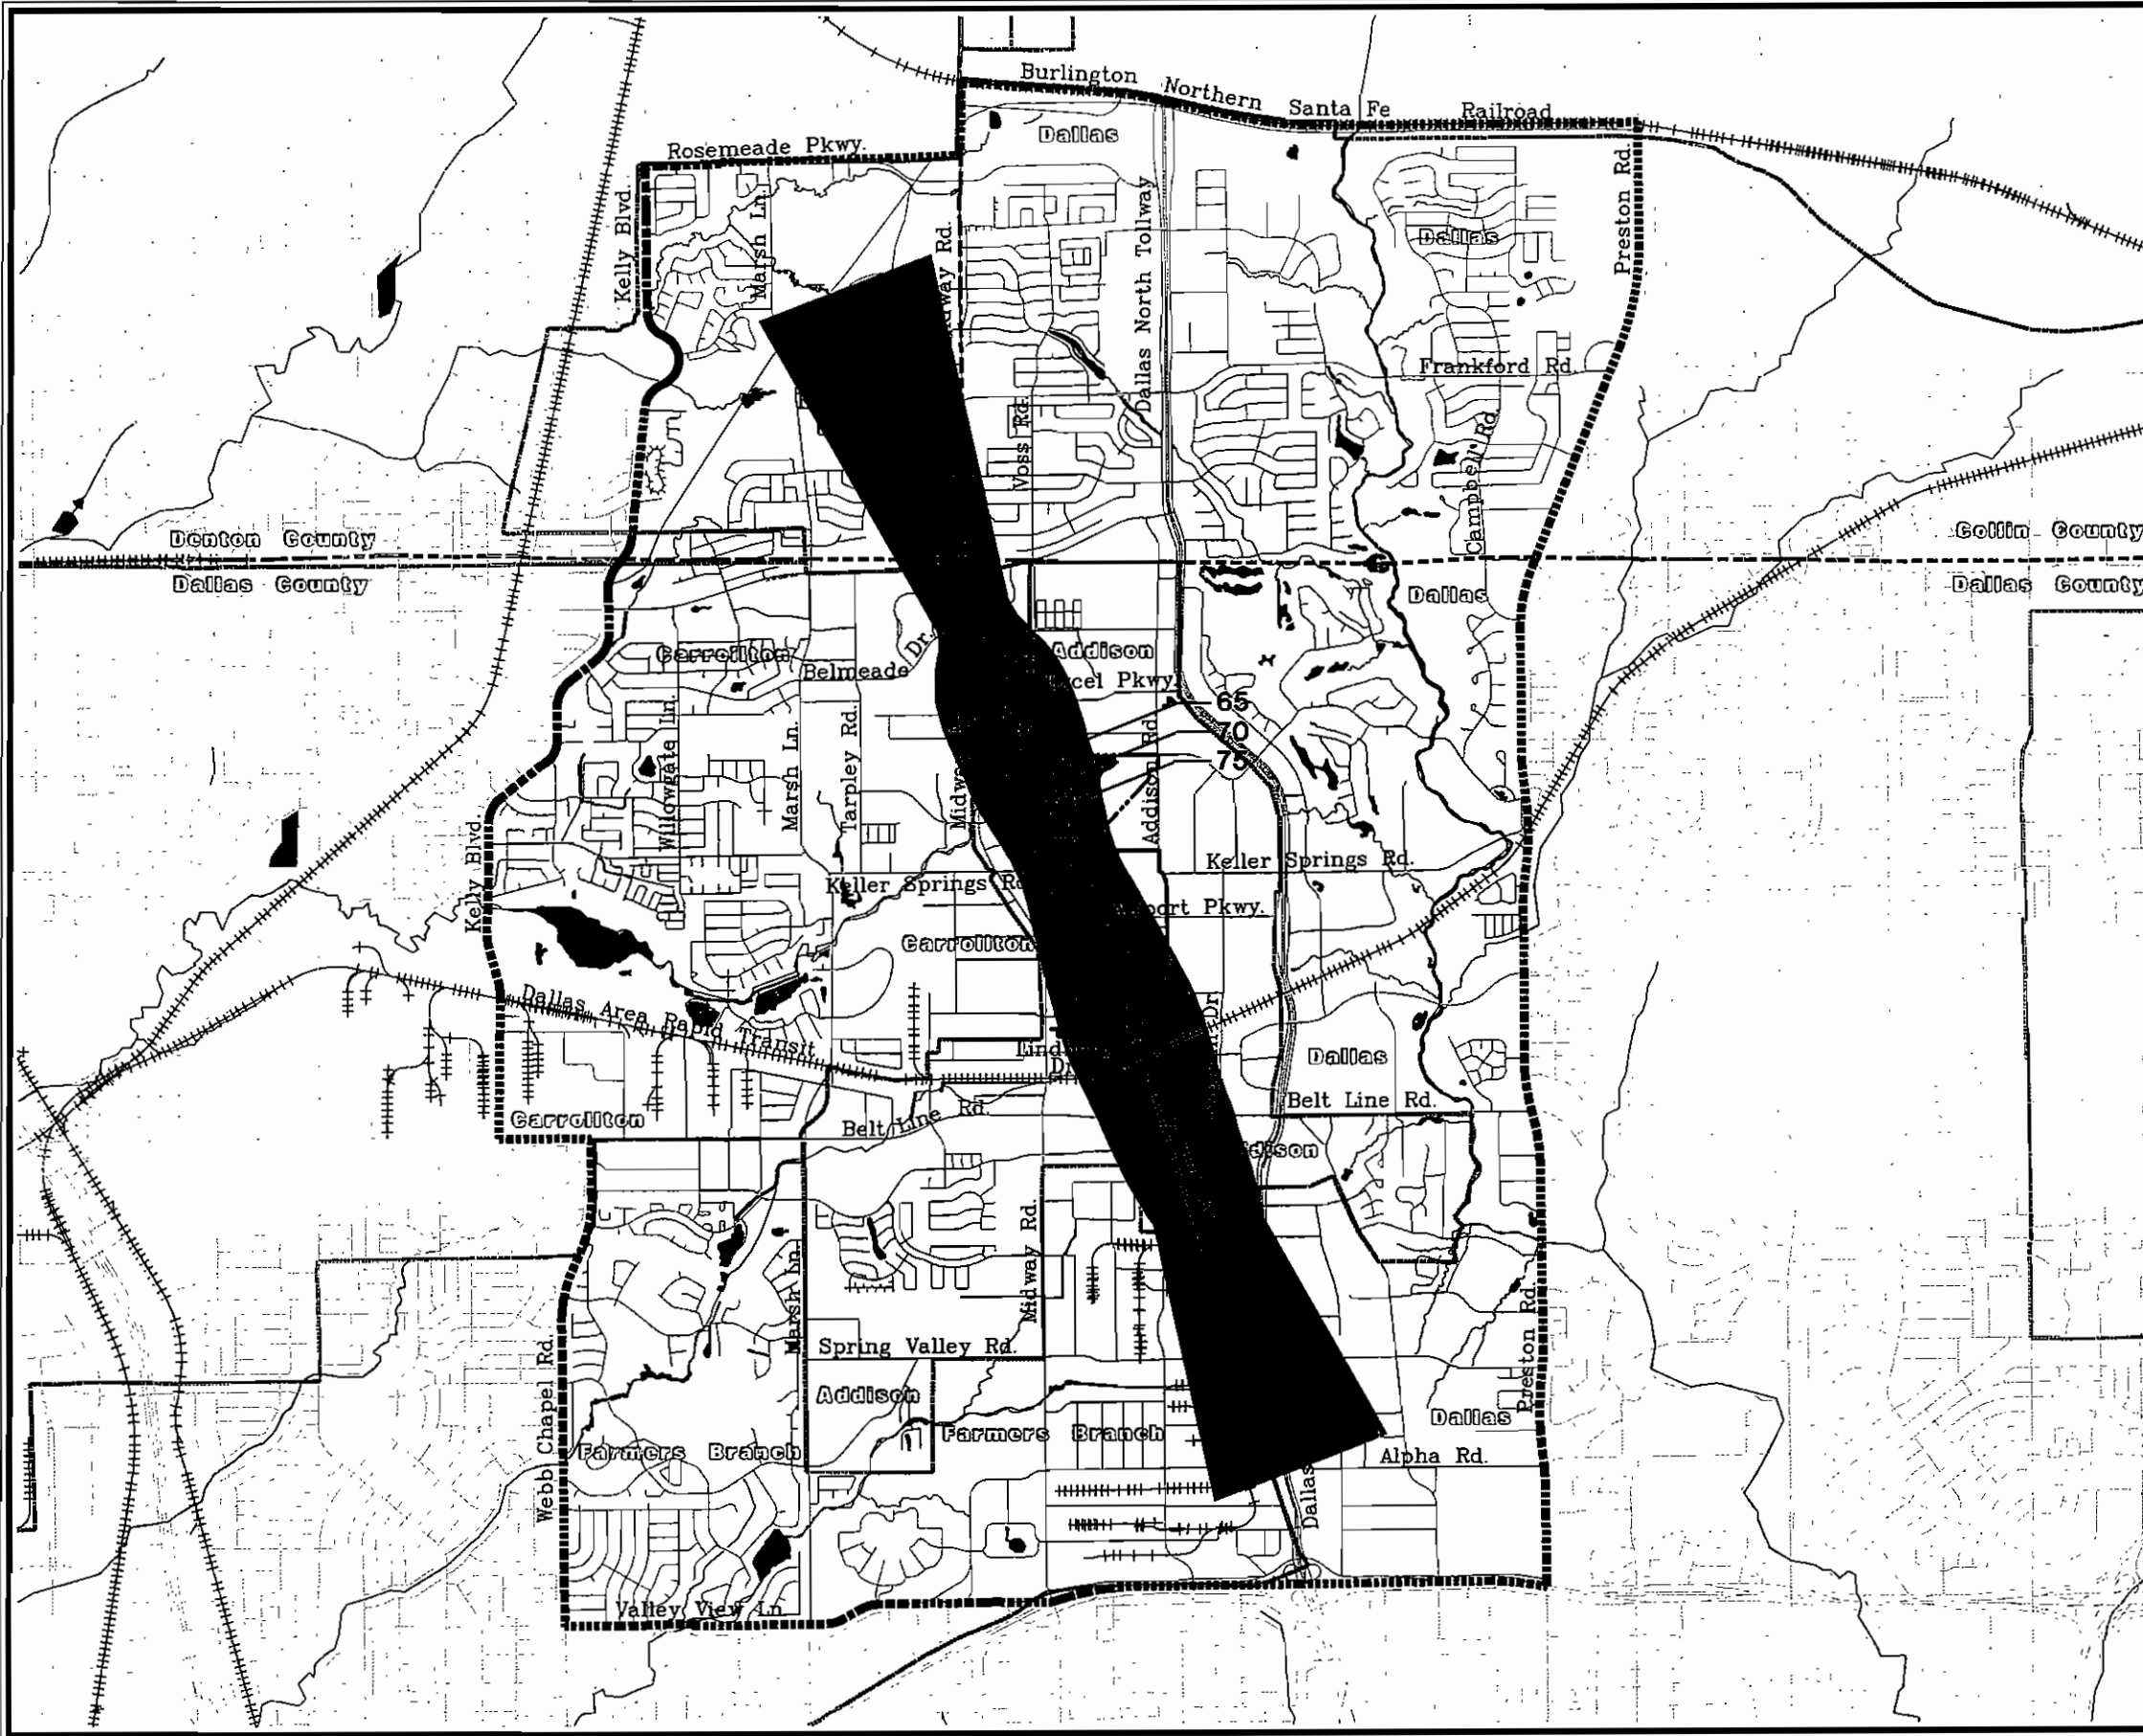 Burlington Northern Santa Fe Railroad
Dallas
Rosemeade Pkwy.
Preston Rd.
Kelly Blvd.
Marsh Ln.
Dallas North Tollway
Dallas
Frankford Rd.
Voss Rd.
Campbell Rd.
Denton County
Collin County
Dallas County
Dallas County
Dallas
Carrollton
Belmeade Dr.
Addison
65
70
75
Willowgate Ln.
Marsh Ln.
Tarpley Rd.
Addison Rd.
Kelly Blvd.
Keller Springs Rd.
Keller Springs
Pkwy.
Carrollton
Dallas Area Rapid Transit
Dallas
Belt Line Rd.
Carrollton
Belt Line Rd.
Midway Rd.
Marsh Ln.
Spring Valley Rd.
Webb Chapel Rd.
Preston Rd.
Addison
Dallas
Farmers Branch
Farmers Branch
Alpha Rd.
Dallas
Valley View Ln.